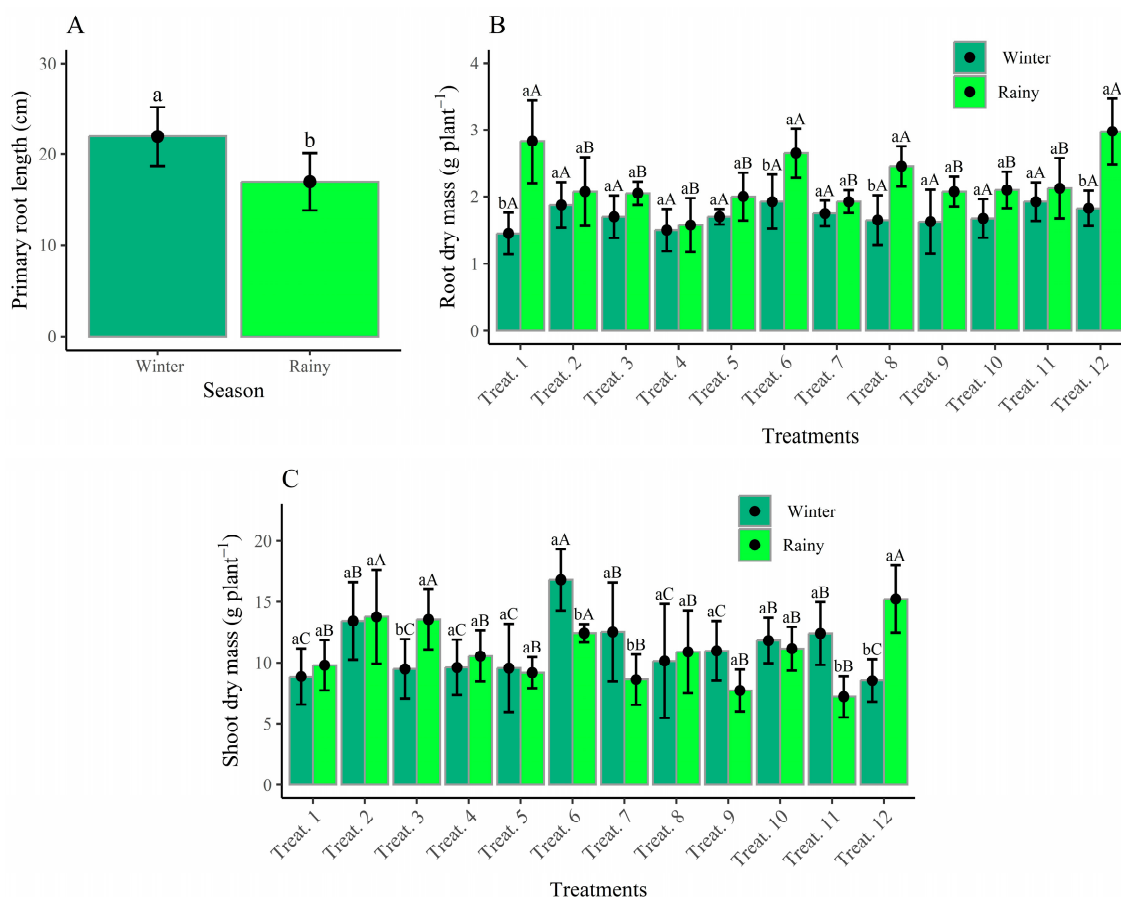 A
Primary root length (cm)
30
20
10
0
a
b
Winter
Rainy
Season
B
Root dry mass (g plant⁻¹)
4
3
2
1
0
Winter
Rainy
bA aA aA aB aA aB aA aB aA aB bA aA aA aB bA aA aA aB aA aB aA aB bA aA
Treat. 1
Treat. 2
Treat. 3
Treat. 4
Treat. 5
Treat. 6
Treat. 7
Treat. 8
Treat. 9
Treat. 10
Treat. 11
Treat. 12
Treatments
C
Shoot dry mass (g plant⁻¹)
20
15
10
5
0
Winter
Rainy
aC aB aB aA bC aA aC aB aC aB aA bA aB bB aC aB aC aB aB aB aB bB bC aA
Treat. 1
Treat. 2
Treat. 3
Treat. 4
Treat. 5
Treat. 6
Treat. 7
Treat. 8
Treat. 9
Treat. 10
Treat. 11
Treat. 12
Treatments